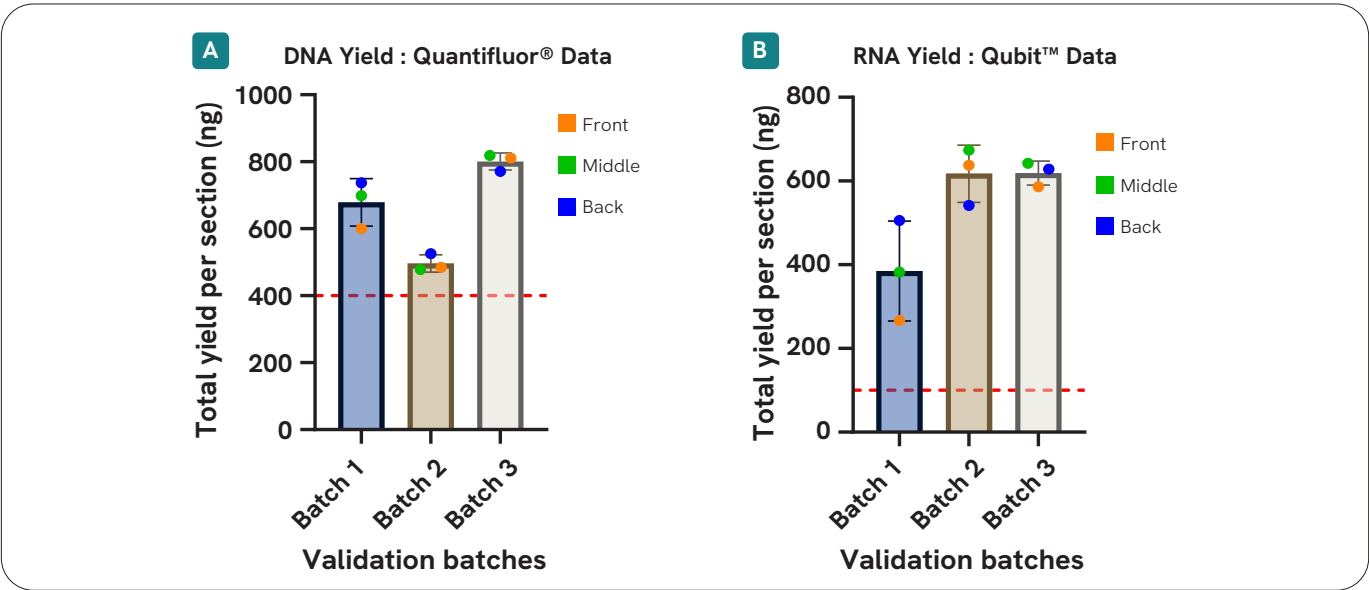 A
DNA Yield : Quantifluor® Data
Total yield per section (ng)
1000
800
600
400
200
0
Front
Middle
Back
Batch 1
Batch 2
Batch 3
Validation batches
B
RNA Yield : Qubit™ Data
Total yield per section (ng)
800
600
400
200
0
Front
Middle
Back
Batch 1
Batch 2
Batch 3
Validation batches